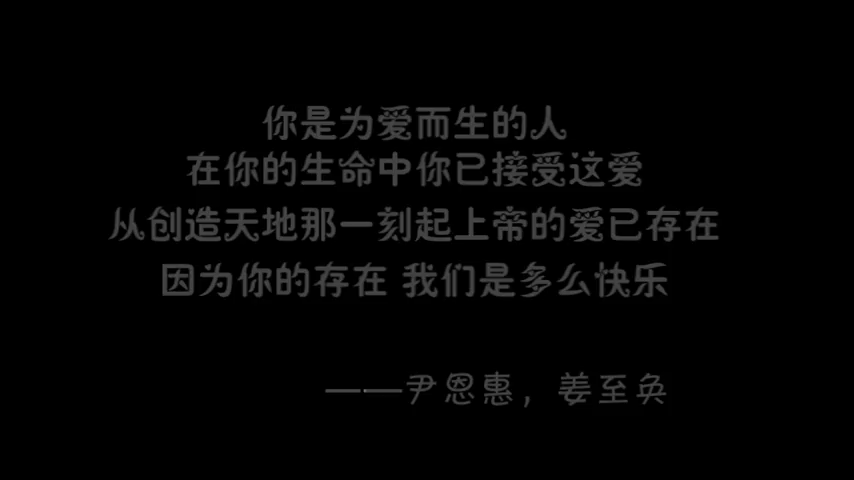 你是为爱而生的人
在你的生命中你已接受这爱
从创造天地那一刻起上帝的爱已存在
因为你的存在 我们是多么快乐
——尹恩惠，姜至奂